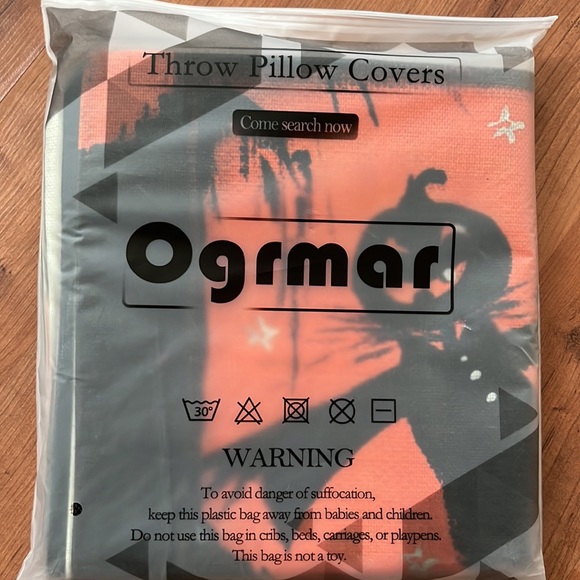 Throw Pillow Covers
Come search now
Ogrmar
30°
WARNING
To avoid danger of suffocation,
keep this plastic bag away from babies and children.
Do not use this bag in cribs, beds, carriages, or playpens.
This bag is not a toy.